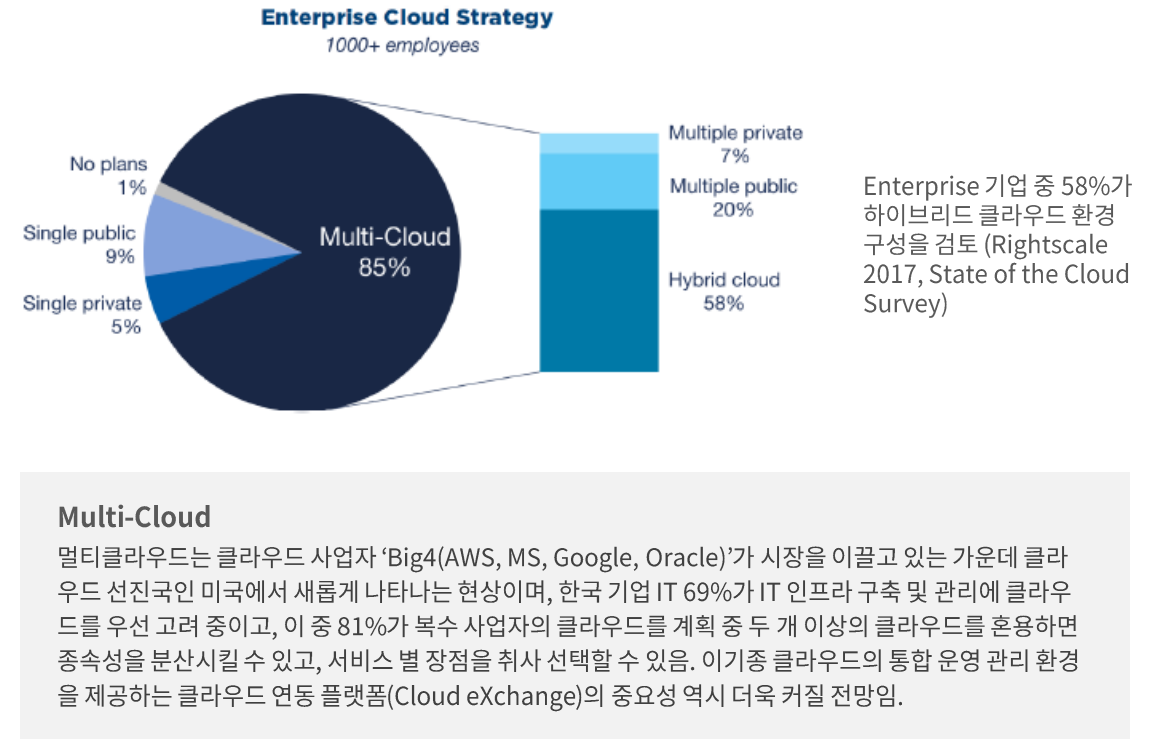 Enterprise Cloud Strategy
1000+ employees
No plans
1%
Single public
9%
Single private
5%
Multi-Cloud
85%
Multiple private
7%
Multiple public
20%
Hybrid cloud
58%
Enterprise 기업 중 58%가
하이브리드 클라우드 환경
구성을 검토 (Rightscale
2017, State of the Cloud
Survey)
Multi-Cloud
멀티클라우드는 클라우드 사업자 ‘Big4(AWS, MS, Google, Oracle)’가 시장을 이끌고 있는 가운데 클라
우드 선진국인 미국에서 새롭게 나타나는 현상이며, 한국 기업 IT 69%가 IT 인프라 구축 및 관리에 클라우
드를 우선 고려 중이고, 이 중 81%가 복수 사업자의 클라우드를 계획 중 두 개 이상의 클라우드를 혼용하면
종속성을 분산시킬 수 있고, 서비스 별 장점을 취사 선택할 수 있음. 이기종 클라우드의 통합 운영 관리 환경
을 제공하는 클라우드 연동 플랫폼(Cloud eXchange)의 중요성 역시 더욱 커질 전망임.